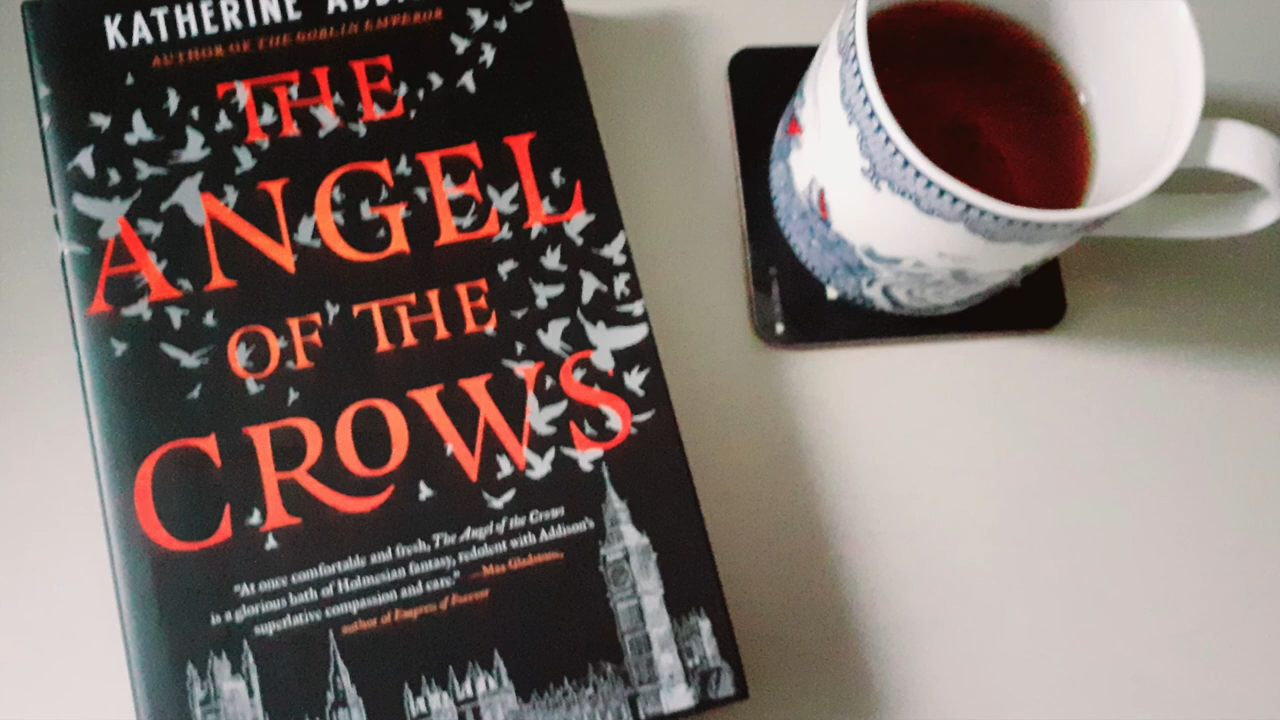 KATHERINE ADDI
AUTHOR OF THE GOBLIN EMPEROR
THE
ANGEL
OF THE
CROWS
"At once comfortable and fresh, The Angel of the Crows
is a glorious bath of Holmesian fantasy, redolent with Addison's
superlative compassion and care." —Max Gladstone,
author of Empress of Forever